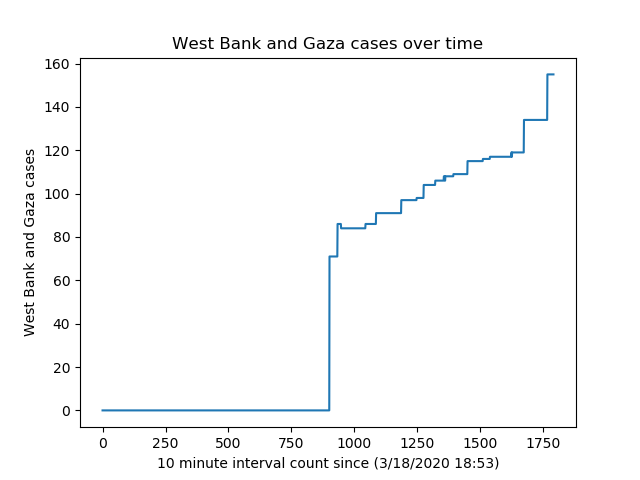 West Bank and Gaza cases over time
160
140
120
100
80
60
40
20
0
West Bank and Gaza cases
0 250 500 750 1000 1250 1500 1750
10 minute interval count since (3/18/2020 18:53)